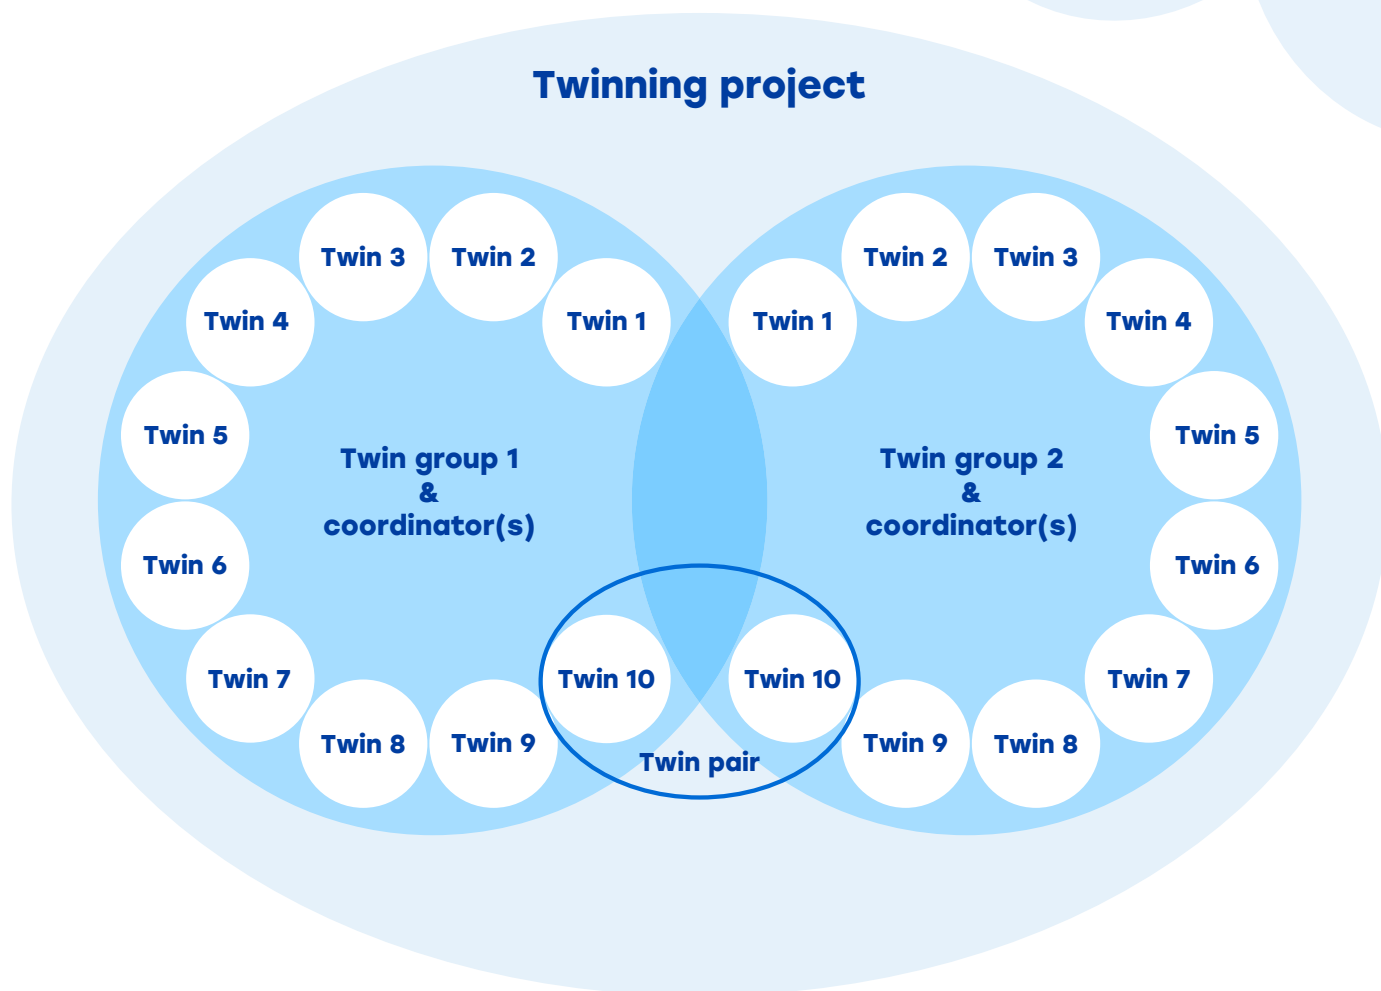 Twinning project
Twin 3
Twin 2
Twin 1
Twin 4
Twin 5
Twin 6
Twin 7
Twin 8
Twin 9
Twin 10
Twin group 1
&
coordinator(s)
Twin 1
Twin 2
Twin 3
Twin 4
Twin 5
Twin 6
Twin 7
Twin 8
Twin 9
Twin 10
Twin group 2
&
coordinator(s)
Twin pair